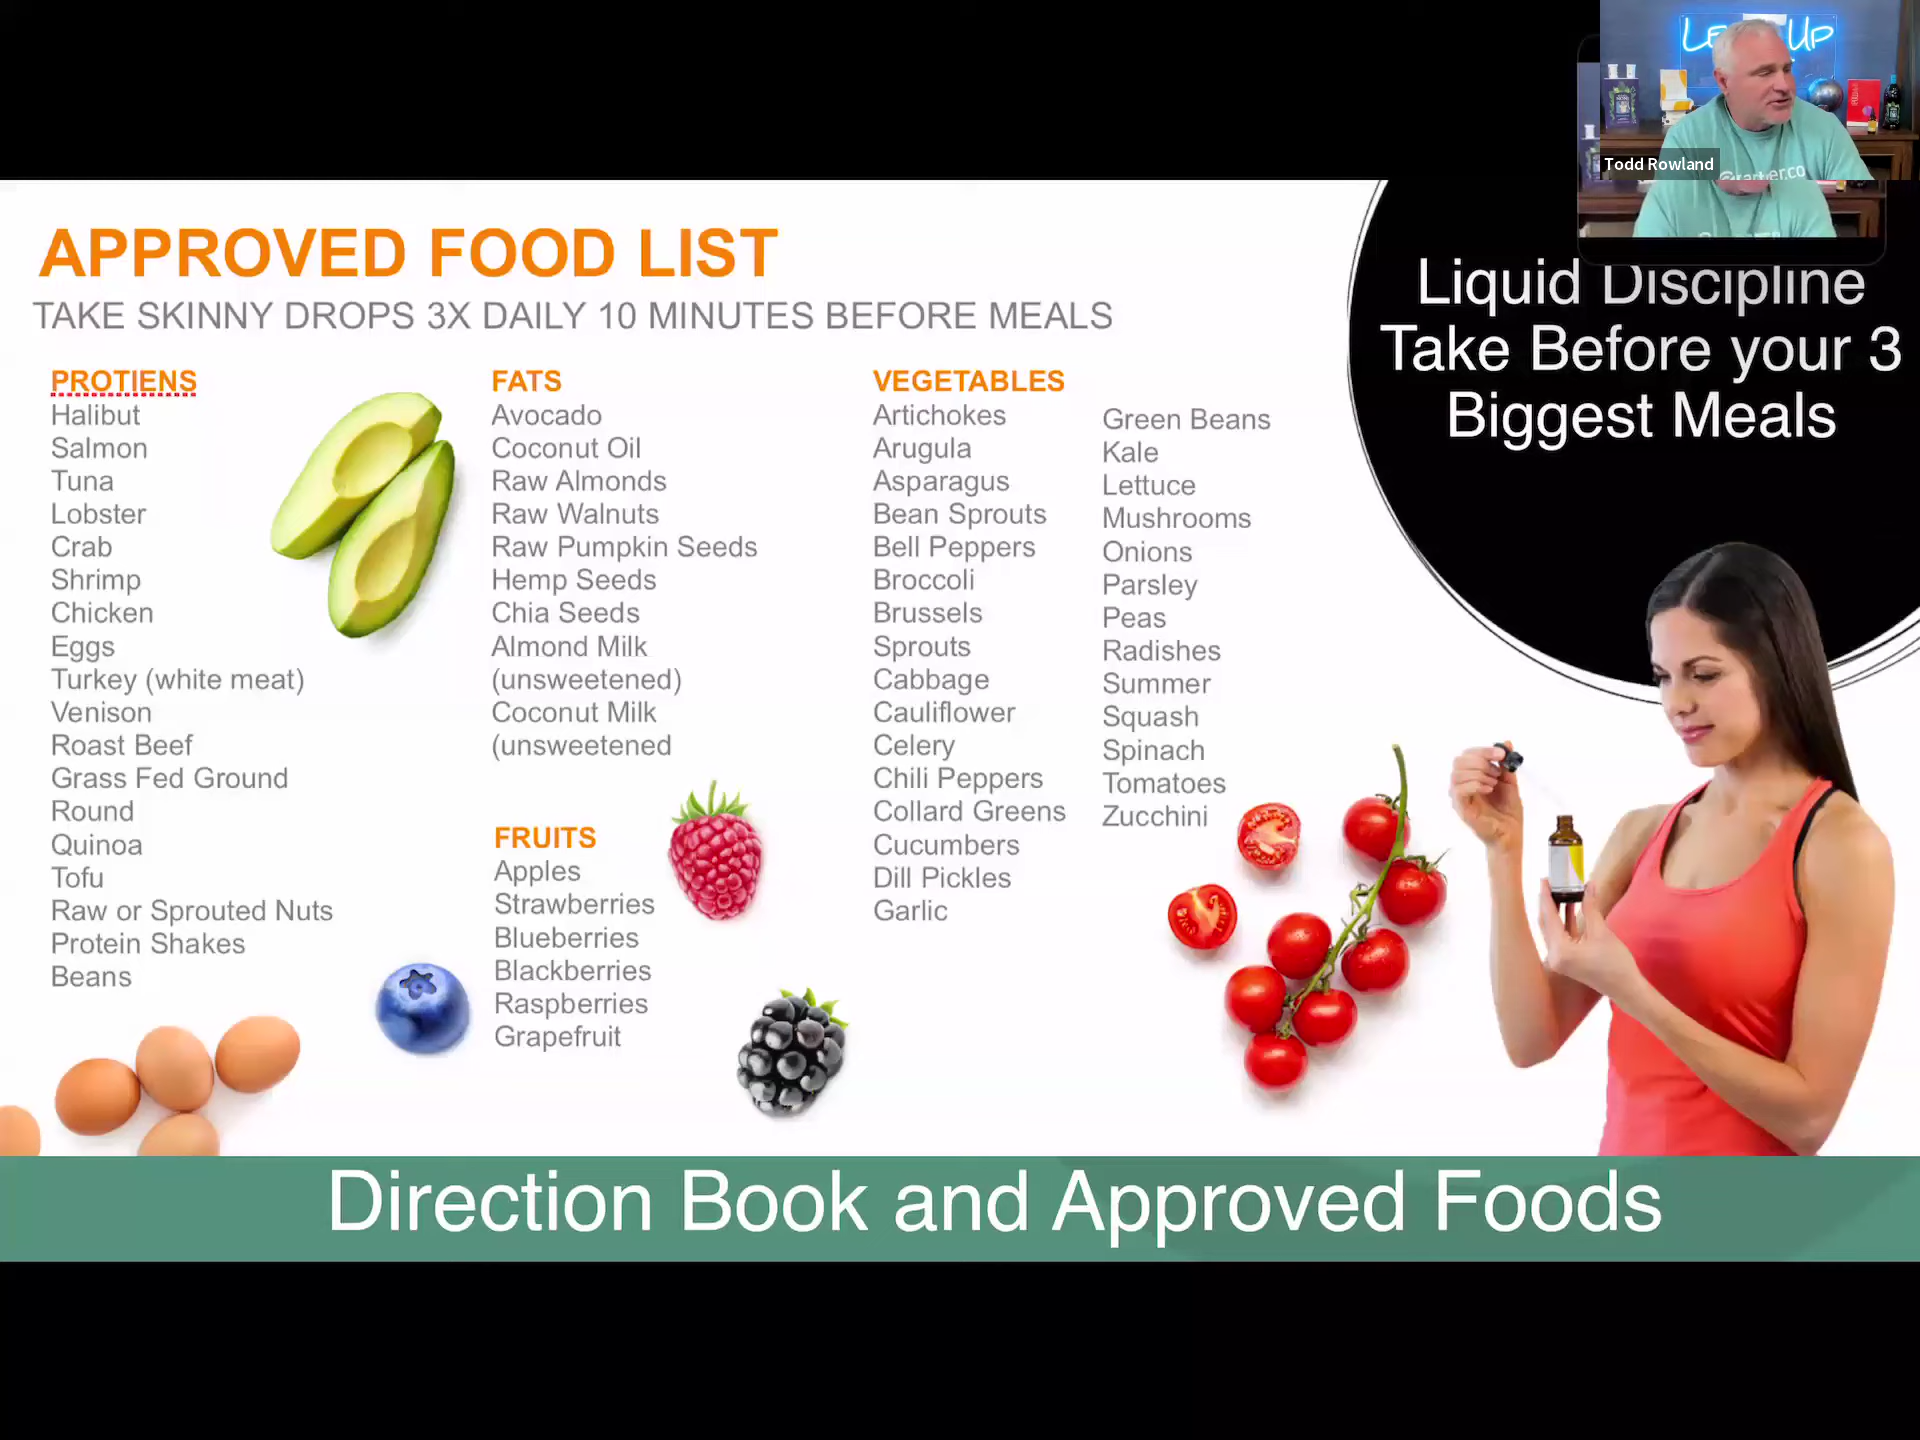 Todd Rowland
APPROVED FOOD LIST
TAKE SKINNY DROPS 3X DAILY 10 MINUTES BEFORE MEALS
PROTIENS
Halibut
Salmon
Tuna
Lobster
Crab
Shrimp
Chicken
Eggs
Turkey (white meat)
Venison
Roast Beef
Grass Fed Ground
Round
Quinoa
Tofu
Raw or Sprouted Nuts
Protein Shakes
Beans
FATS
Avocado
Coconut Oil
Raw Almonds
Raw Walnuts
Raw Pumpkin Seeds
Hemp Seeds
Chia Seeds
Almond Milk
(unsweetened)
Coconut Milk
(unsweetened
FRUITS
Apples
Strawberries
Blueberries
Blackberries
Raspberries
Grapefruit
VEGETABLES
Artichokes
Arugula
Asparagus
Bean Sprouts
Bell Peppers
Broccoli
Brussels
Sprouts
Cabbage
Cauliflower
Celery
Chili Peppers
Collard Greens
Cucumbers
Dill Pickles
Garlic
Green Beans
Kale
Lettuce
Mushrooms
Onions
Parsley
Peas
Radishes
Summer
Squash
Spinach
Tomatoes
Zucchini
Liquid Discipline
Take Before your 3
Biggest Meals
Direction Book and Approved Foods